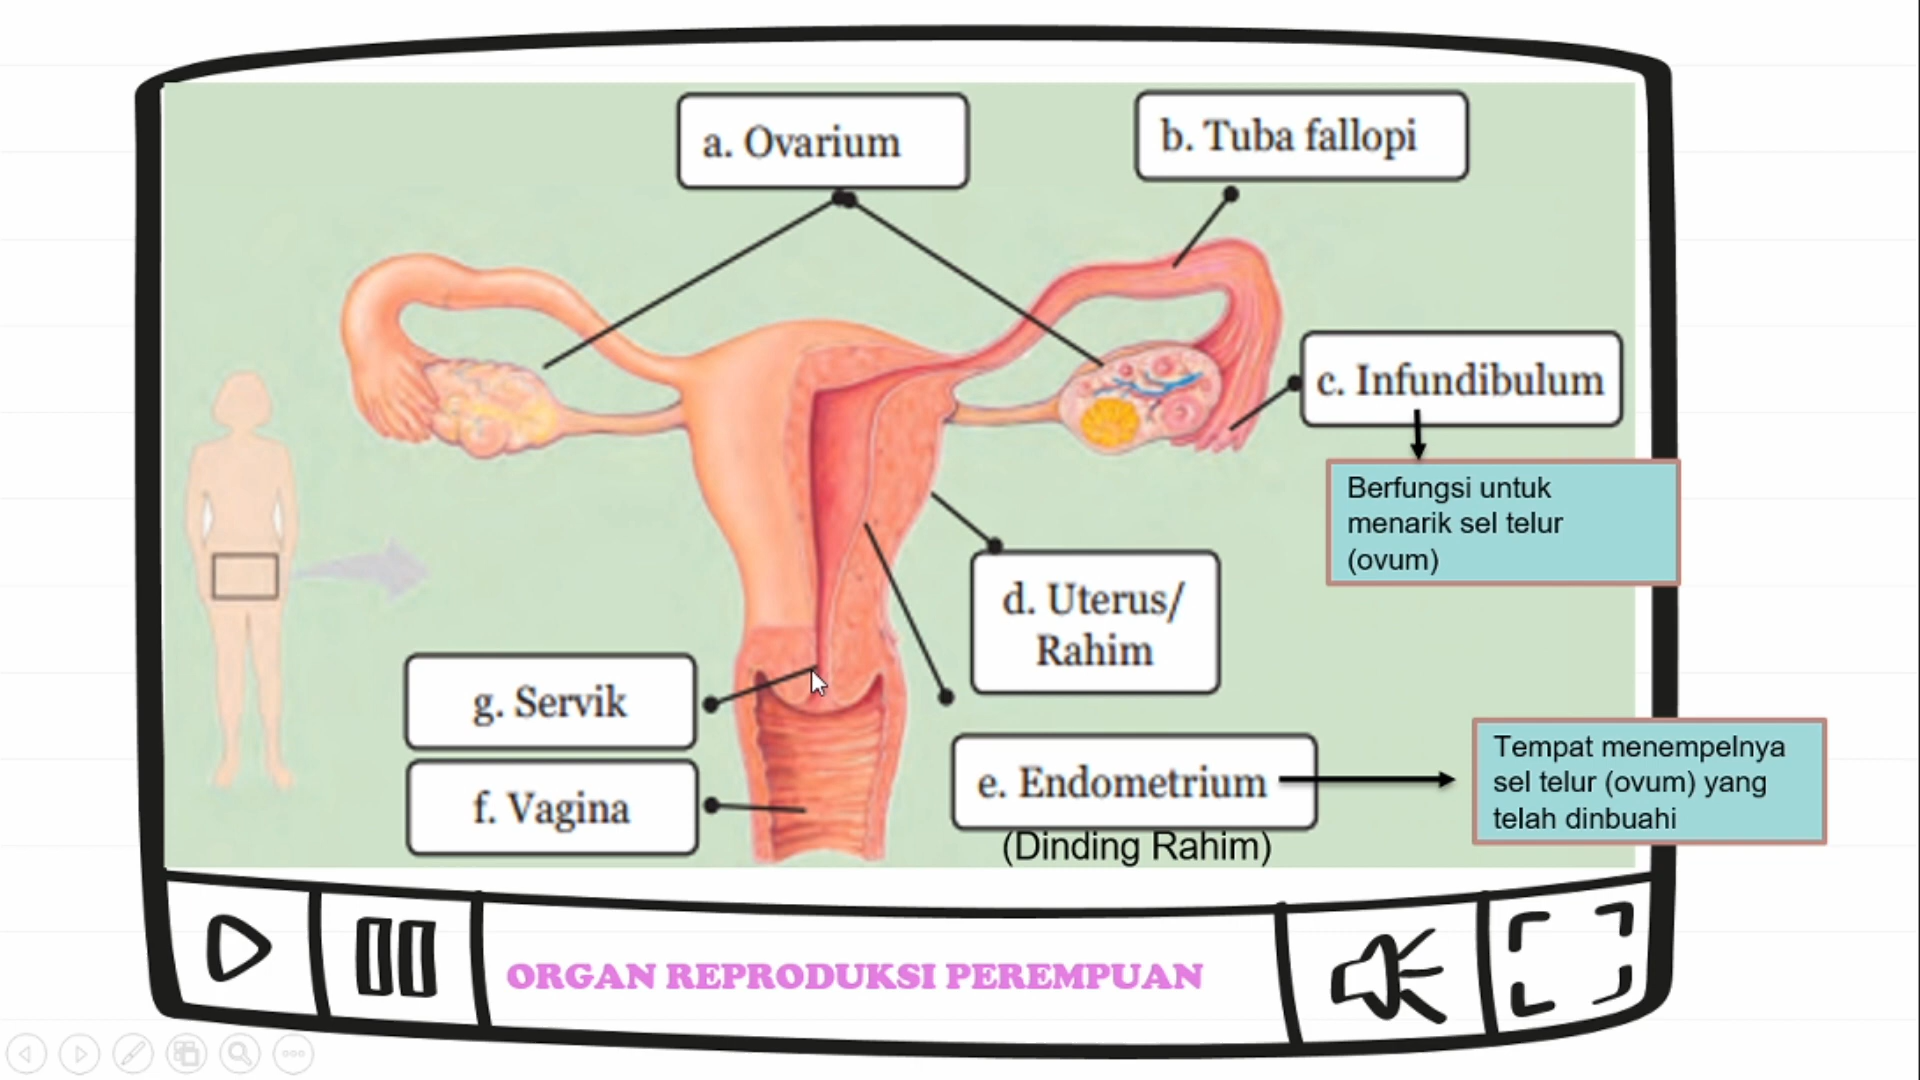 a. Ovarium
b. Tuba fallopi
c. Infundibulum
Berfungsi untuk
menarik sel telur
(ovum)
d. Uterus/
Rahim
g. Servik
f. Vagina
e. Endometrium
(Dinding Rahim)
Tempat menempelnya
sel telur (ovum) yang
telah dinbuahi
ORGAN REPRODUKSI PEREMPUAN